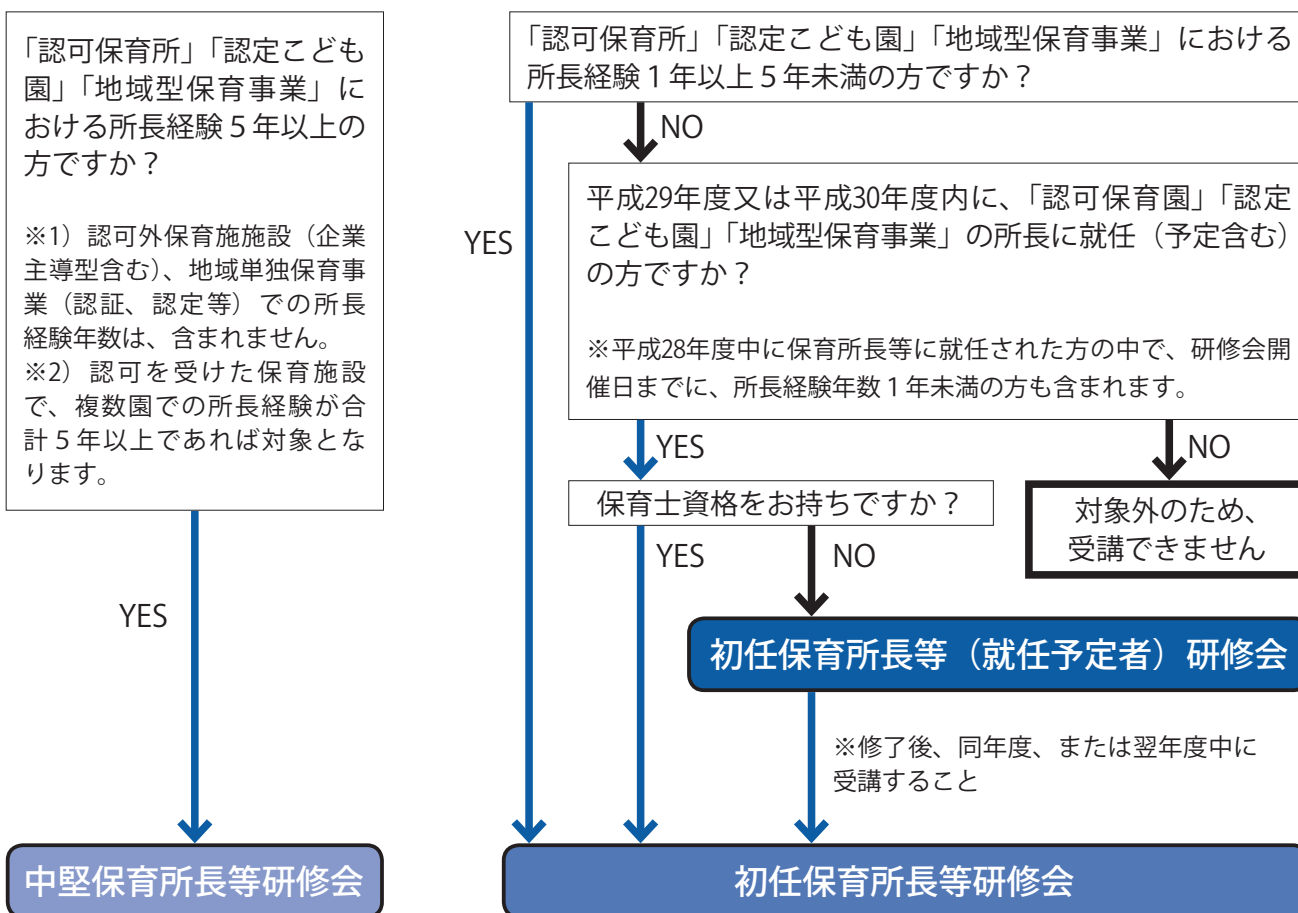 「認可保育所」「認定こども
園」「地域型保育事業」に
おける所長経験５年以上の
方ですか？
※1）認可外保育施施設（企業
主導型含む）、地域単独保育事
業（認証、認定等）での所長
経験年数は、含まれません。
※2）認可を受けた保育施設
で、複数園での所長経験が合
計５年以上であれば対象とな
ります。
YES
中堅保育所長等研修会
「認可保育所」「認定こども園」「地域型保育事業」における
所長経験１年以上５年未満の方ですか？
NO
YES
平成29年度又は平成30年度内に、「認可保育園」「認定
こども園」「地域型保育事業」の所長に就任（予定含む）
の方ですか？
※平成28年度中に保育所長等に就任された方の中で、研修会開
催日までに、所長経験年数１年未満の方も含まれます。
YES
NO
保育士資格をお持ちですか？
対象外のため、
受講できません
YES
NO
初任保育所長等（就任予定者）研修会
※修了後、同年度、または翌年度中に
受講すること
初任保育所長等研修会